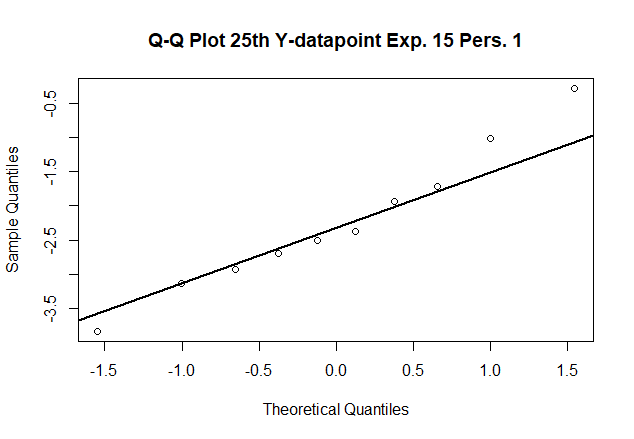 Q-Q Plot 25th Y-datapoint Exp. 15 Pers. 1
Sample Quantiles
-0.5
-1.5
-2.5
-3.5
-1.5 -1.0 -0.5 0.0 0.5 1.0 1.5
Theoretical Quantiles